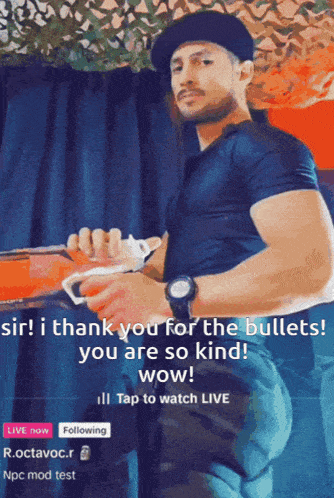 sir! i thank you for the bullets!
you are so kind!
wow!
Tap to watch LIVE
LIVE now Following
R.octavoc.r 🗿
Npc mod test